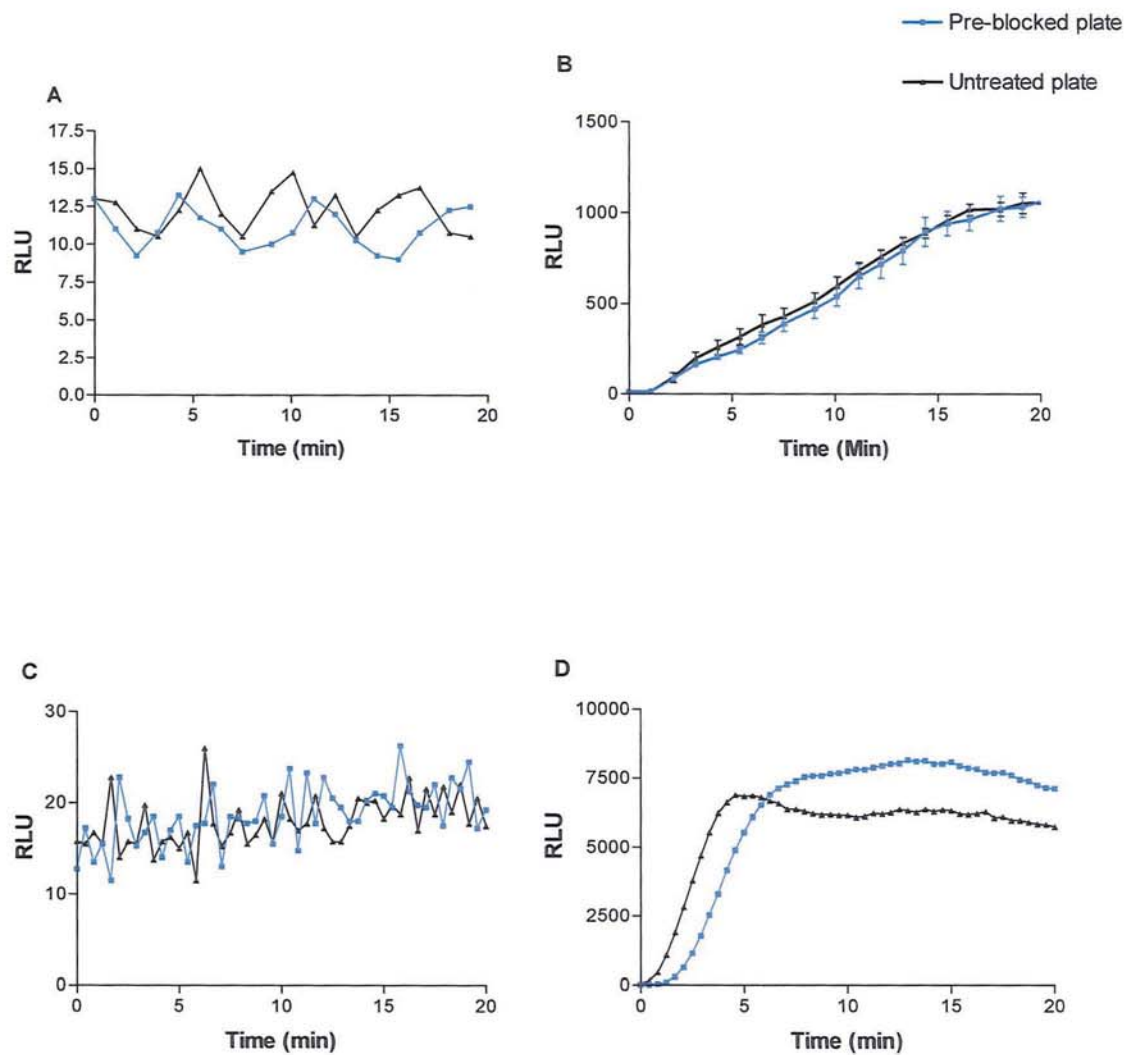 Pre-blocked plate
Untreated plate
A
17.5
15.0
12.5
10.0
7.5
5.0
2.5
0.0
RLU
0 5 10 15 20
Time (min)
B
1500
1000
500
0
RLU
0 5 10 15 20
Time (Min)
C
30
20
10
0
RLU
0 5 10 15 20
Time (min)
D
10000
7500
5000
2500
0
RLU
0 5 10 15 20
Time (min)